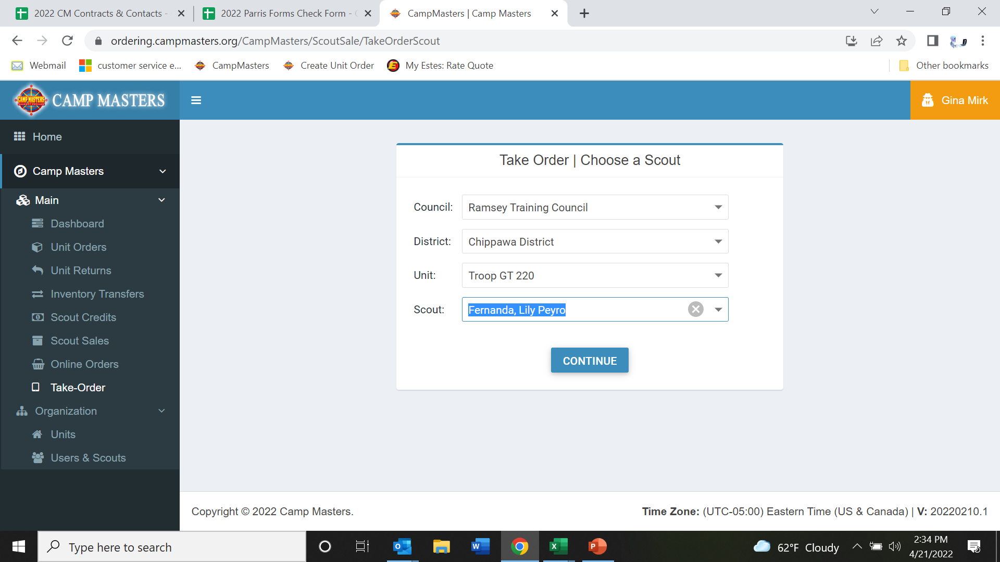 2022 CM Contracts & Contacts -
2022 Parris Forms Check Form -
CampMasters | Camp Masters
ordering.campmasters.org/CampMasters/ScoutSale/TakeOrderScout
Webmail
customer service e...
CampMasters
Create Unit Order
My Estes: Rate Quote
Other bookmarks
CAMP MASTERS
CAMP MASTERS
Gina Mirk
Home
Camp Masters
Main
Dashboard
Unit Orders
Unit Returns
Inventory Transfers
Scout Credits
Scout Sales
Online Orders
Take-Order
Organization
Units
Users & Scouts
Take Order | Choose a Scout
Council: Ramsey Training Council
District: Chippawa District
Unit: Troop GT 220
Scout: Fernanda, Lily Peyro
CONTINUE
Copyright © 2022 Camp Masters.
Time Zone: (UTC-05:00) Eastern Time (US & Canada) | V: 20220210.1
Type here to search
62°F Cloudy
2:34 PM
4/21/2022